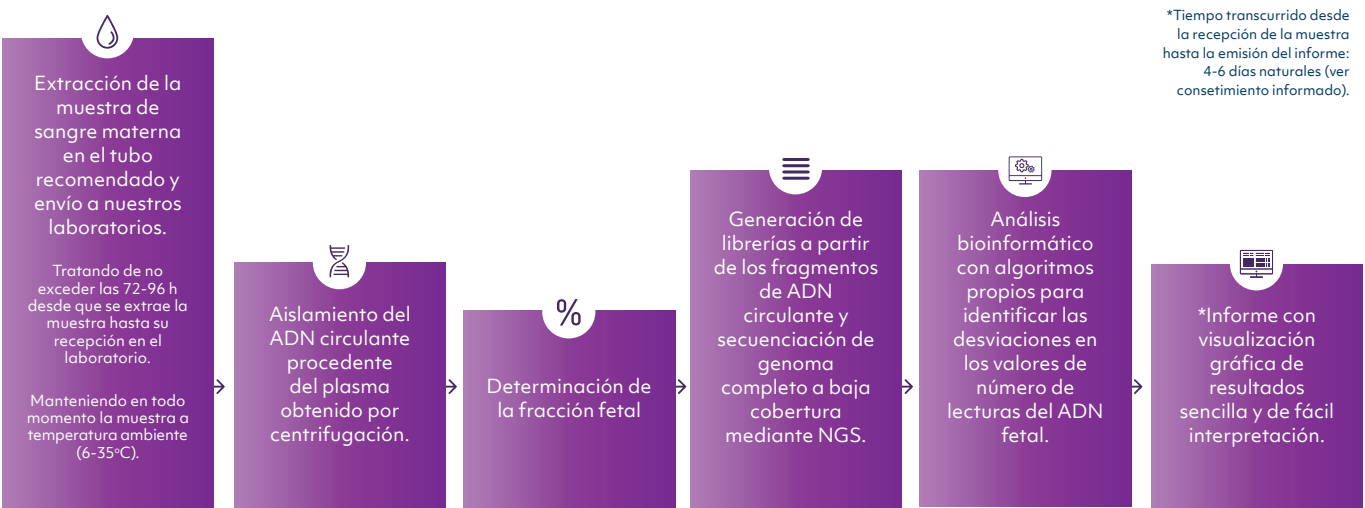 Extracción de la
muestra de
sangre materna
en el tubo
recomendado y
envío a nuestros
laboratorios.
Tratando de no
exceder las 72-96 h
desde que se extrae la
muestra hasta su
recepción en el
laboratorio.
Manteniendo en todo
momento la muestra a
temperatura ambiente
(6-35ºC).
Aislamiento del
ADN circulante
procedente
del plasma
obtenido por
centrifugación.
%
Determinación de
la fracción fetal
Generación de
librerías a partir
de los fragmentos
de ADN
circulante y
secuenciación de
genoma
completo a baja
cobertura
mediante NGS.
Análisis
bioinformático
con algoritmos
propios para
identificar las
desviaciones en
los valores de
número de
lecturas del ADN
fetal.
*Informe con
visualización
gráfica de
resultados
sencilla y de fácil
interpretación.
*Tiempo transcurrido desde
la recepción de la muestra
hasta la emisión del informe:
4-6 días naturales (ver
consetimiento informado).